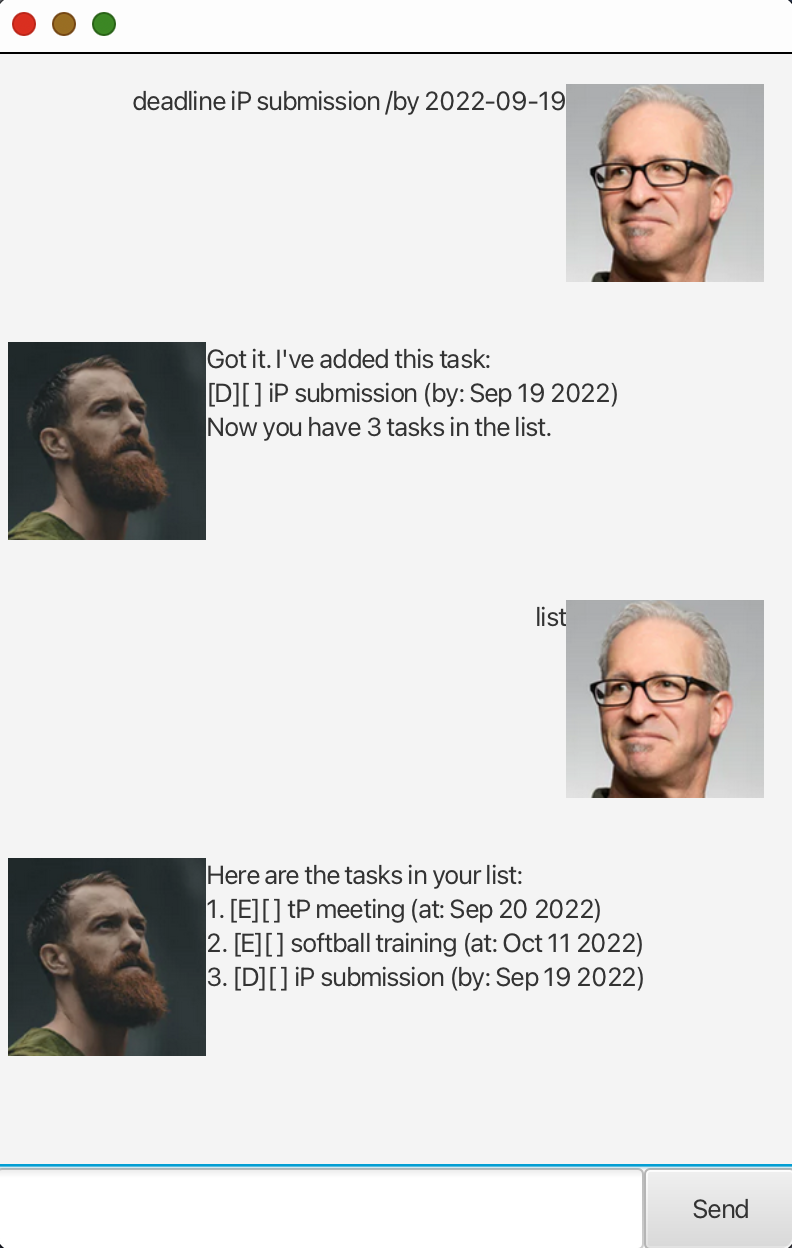 deadline iP submission /by 2022-09-19
Got it. I've added this task:
[D][ ] iP submission (by: Sep 19 2022)
Now you have 3 tasks in the list.
list
Here are the tasks in your list:
1. [E][ ] tP meeting (at: Sep 20 2022)
2. [E][ ] softball training (at: Oct 11 2022)
3. [D][ ] iP submission (by: Sep 19 2022)
Send